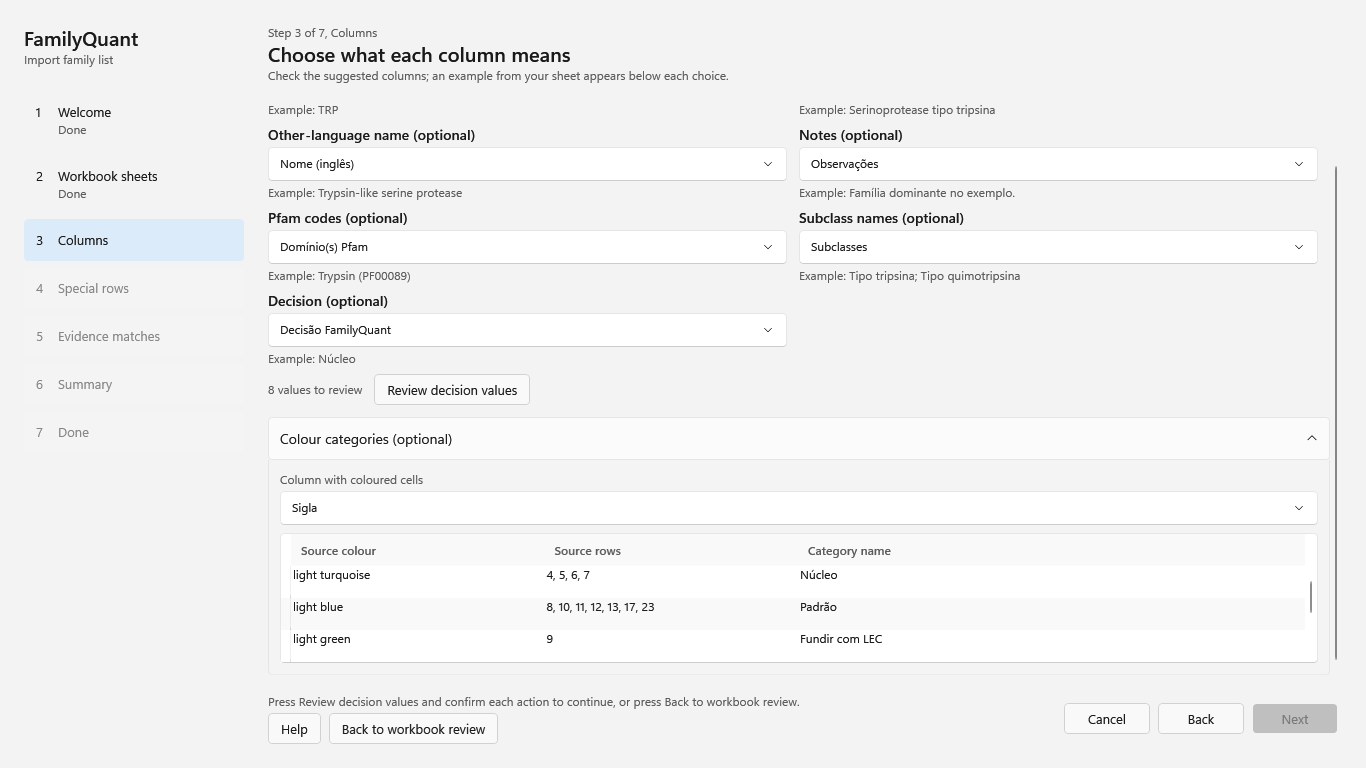 FamilyQuant
Import family list
1 Welcome
Done
2 Workbook sheets
Done
3 Columns
4 Special rows
5 Evidence matches
6 Summary
7 Done
Step 3 of 7, Columns
Choose what each column means
Check the suggested columns; an example from your sheet appears below each choice.
Example: TRP
Example: Serinoprotease tipo tripsina
Other-language name (optional)
Notes (optional)
Nome (inglês)
Observações
Example: Trypsin-like serine protease
Example: Família dominante no exemplo.
Pfam codes (optional)
Subclass names (optional)
Domínio(s) Pfam
Subclasses
Example: Trypsin (PF00089)
Example: Tipo tripsina; Tipo quimotripsina
Decision (optional)
Decisão FamilyQuant
Example: Núcleo
8 values to review
Review decision values
Colour categories (optional)
Column with coloured cells
Sigla
Source colour Source rows Category name
light turquoise 4, 5, 6, 7 Núcleo
light blue 8, 10, 11, 12, 13, 17, 23 Padrão
light green 9 Fundir com LEC
Press Review decision values and confirm each action to continue, or press Back to workbook review.
Help
Back to workbook review
Cancel
Back
Next